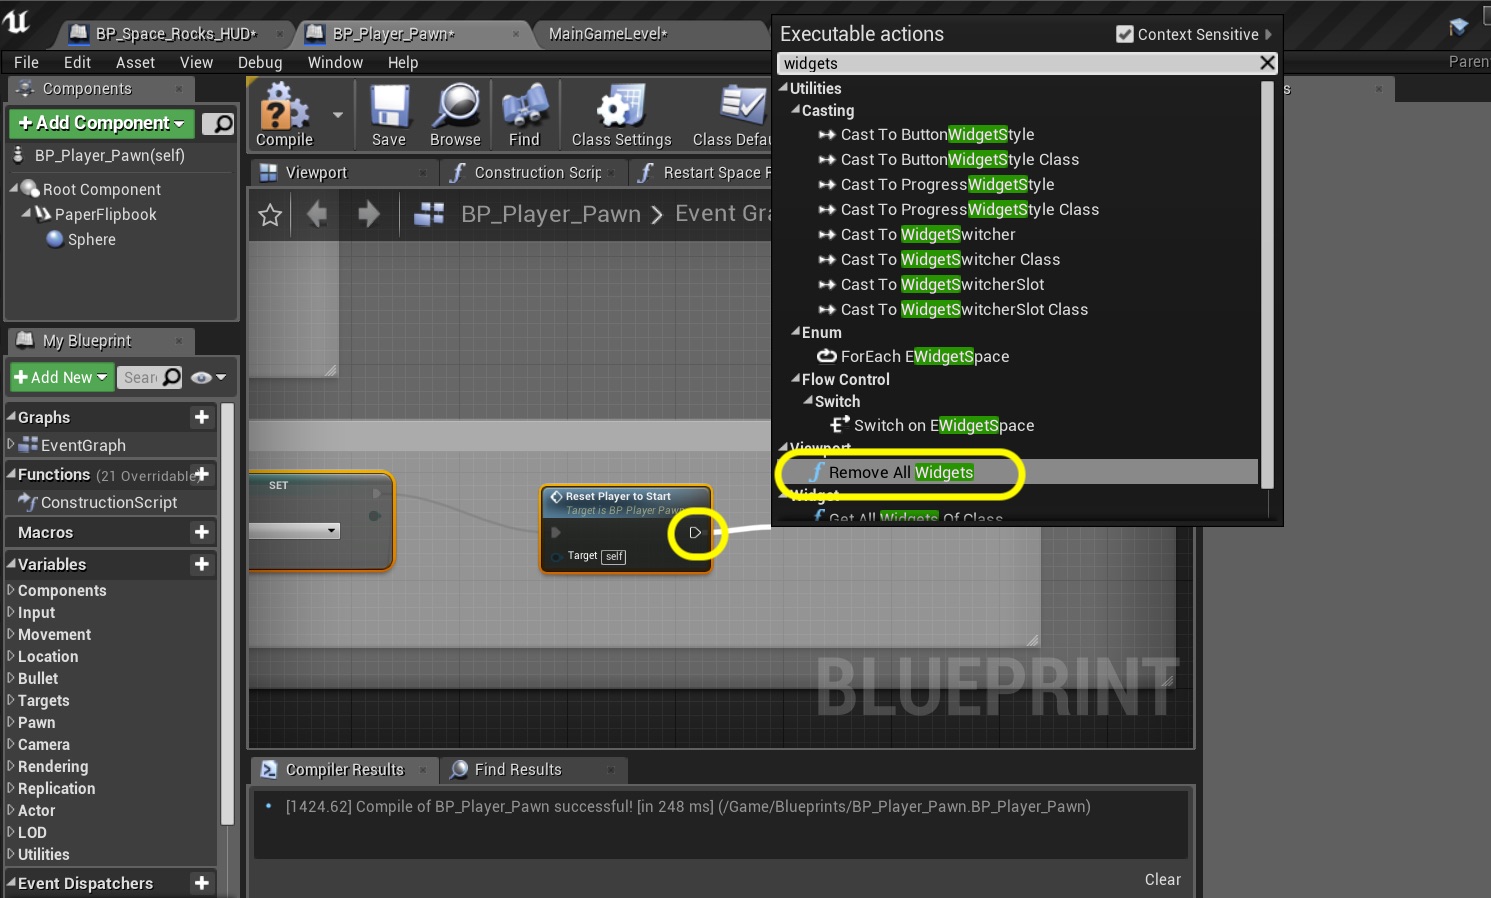 BP_Space_Rocks_HUD*
BP_Player_Pawn*
MainGameLevel*
File Edit Asset View Debug Window Help
Paren
Components
+ Add Component
BP_Player_Pawn(self)
Root Component
PaperFlipbook
Sphere
Compile
Save
Browse
Find
Class Settings
Class Defau
Viewport
Construction Scrip
Restart Space R
BP_Player_Pawn > Event Gra
Executable actions
Context Sensitive
widgets
Utilities
Casting
Cast To ButtonWidgetStyle
Cast To ButtonWidgetStyle Class
Cast To ProgressWidgetStyle
Cast To ProgressWidgetStyle Class
Cast To WidgetSwitcher
Cast To WidgetSwitcher Class
Cast To WidgetSwitcherSlot
Cast To WidgetSwitcherSlot Class
Enum
ForEach EWidgetSpace
Flow Control
Switch
Switch on EWidgetSpace
Viewport
Remove All Widgets
Widget
Get All Widgets Of Class
s
My Blueprint
+ Add New
Sear
Graphs
EventGraph
Functions (21 Overridable
ConstructionScript
Macros
Variables
Components
Input
Movement
Location
Bullet
Targets
Pawn
Camera
Rendering
Replication
Actor
LOD
Utilities
Event Dispatchers
SET
Reset Player to Start
Target is BP Player Pawn
Target self
BLUEPRINT
Compiler Results
Find Results
[1424.62] Compile of BP_Player_Pawn successful! [in 248 ms] (/Game/Blueprints/BP_Player_Pawn.BP_Player_Pawn)
Clear